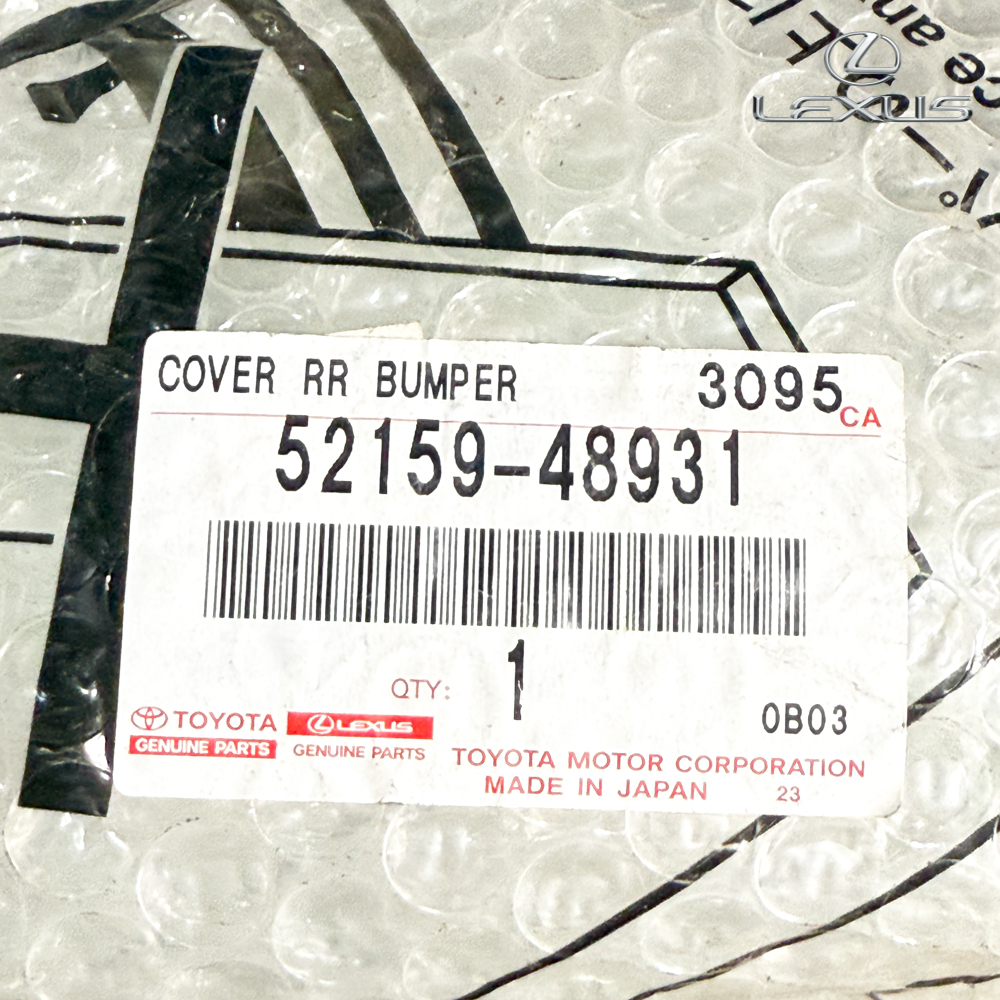 LEXUS
COVER RR BUMPER 3095 CA
52159-48931
QTY: 1
0B03
TOYOTA
GENUINE PARTS
LEXUS
GENUINE PARTS
TOYOTA MOTOR CORPORATION
MADE IN JAPAN 23